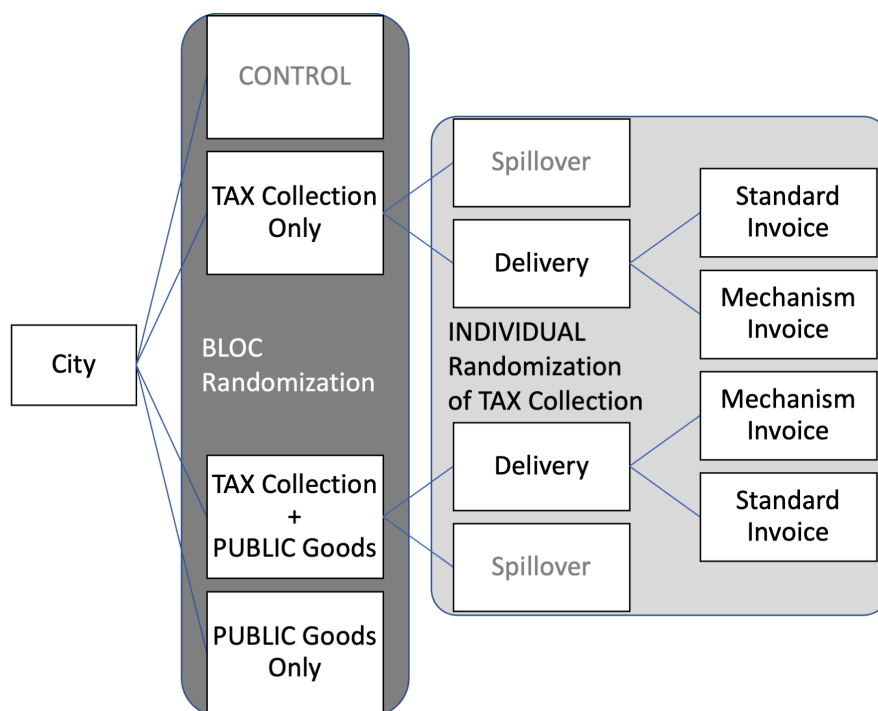 City
BLOC
Randomization
CONTROL
TAX Collection
Only
TAX Collection
+
PUBLIC Goods
PUBLIC Goods
Only
INDIVIDUAL
Randomization
of TAX Collection
Spillover
Delivery
Delivery
Spillover
Standard
Invoice
Mechanism
Invoice
Mechanism
Invoice
Standard
Invoice